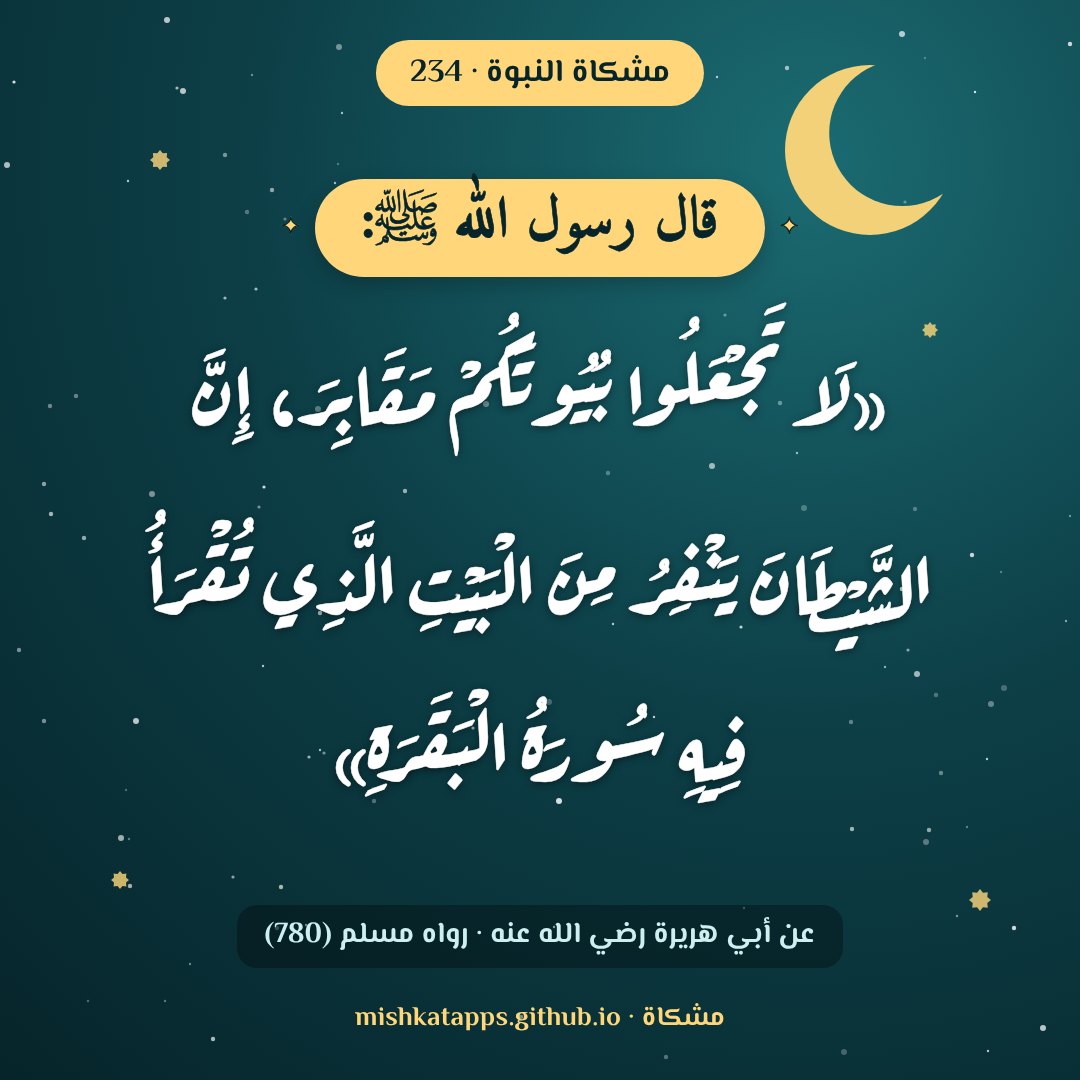 مشكاة النبوة · 234
قال رسول الله ﷺ:
«لَا تَجْعَلُوا بُيُوتَكُمْ مَقَابِرَ، إِنَّ
الشَّيْطَانَ يَنْفِرُ مِنَ الْبَيْتِ الَّذِي تُقْرَأُ
فِيهِ سُورَةُ الْبَقَرَةِ»
عن أبي هريرة رضي الله عنه · رواه مسلم (780)
مشكاة · mishkatapps.github.io